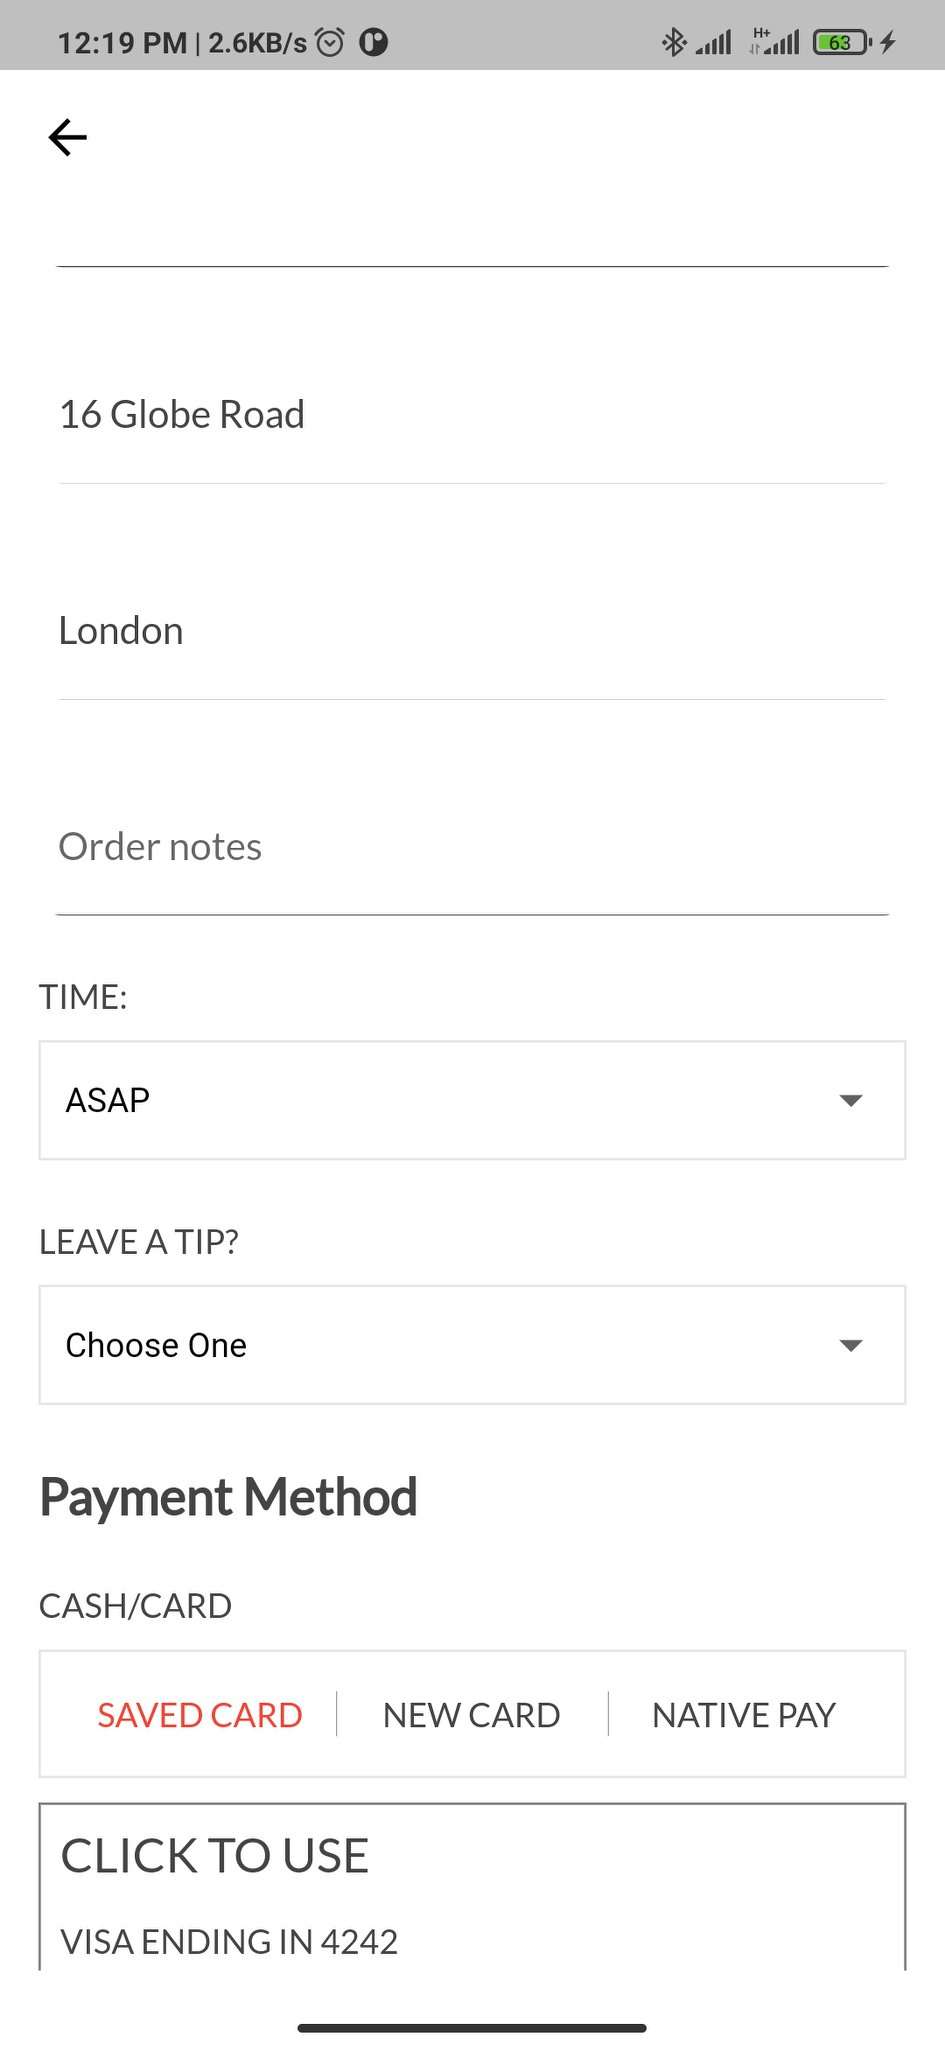 12:19 PM | 2.6KB/s H+ 63
16 Globe Road
London
Order notes
TIME:
ASAP
LEAVE A TIP?
Choose One
Payment Method
CASH/CARD
SAVED CARD NEW CARD NATIVE PAY
CLICK TO USE
VISA ENDING IN 4242